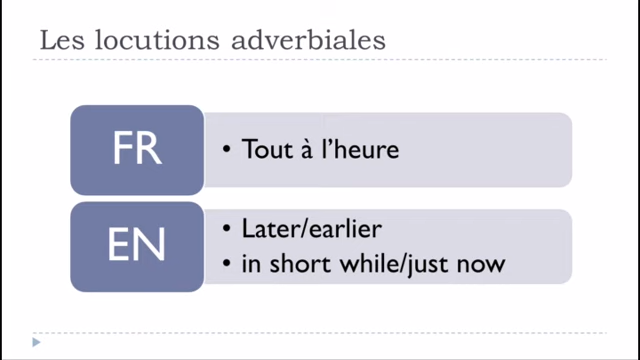 Les locutions adverbiales
FR
• Tout à l'heure
EN
• Later/earlier
• in short while/just now